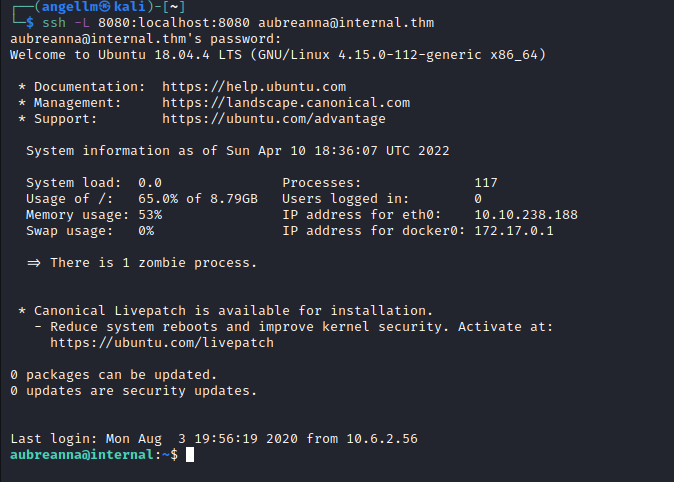 ┌──(angellm㉿kali)-[~]
└─$ ssh -L 8080:localhost:8080 aubreanna@internal.thm
aubreanna@internal.thm's password:
Welcome to Ubuntu 18.04.4 LTS (GNU/Linux 4.15.0-112-generic x86_64)
* Documentation:  https://help.ubuntu.com
* Management:     https://landscape.canonical.com
* Support:        https://ubuntu.com/advantage
System information as of Sun Apr 10 18:36:07 UTC 2022
System load:  0.0               Processes:              117
Usage of /:   65.0% of 8.79GB   Users logged in:        0
Memory usage: 53%               IP address for eth0:    10.10.238.188
Swap usage:   0%                IP address for docker0: 172.17.0.1
=> There is 1 zombie process.
* Canonical Livepatch is available for installation.
- Reduce system reboots and improve kernel security. Activate at:
https://ubuntu.com/livepatch
0 packages can be updated.
0 updates are security updates.
Last login: Mon Aug  3 19:56:19 2020 from 10.6.2.56
aubreanna@internal:~$